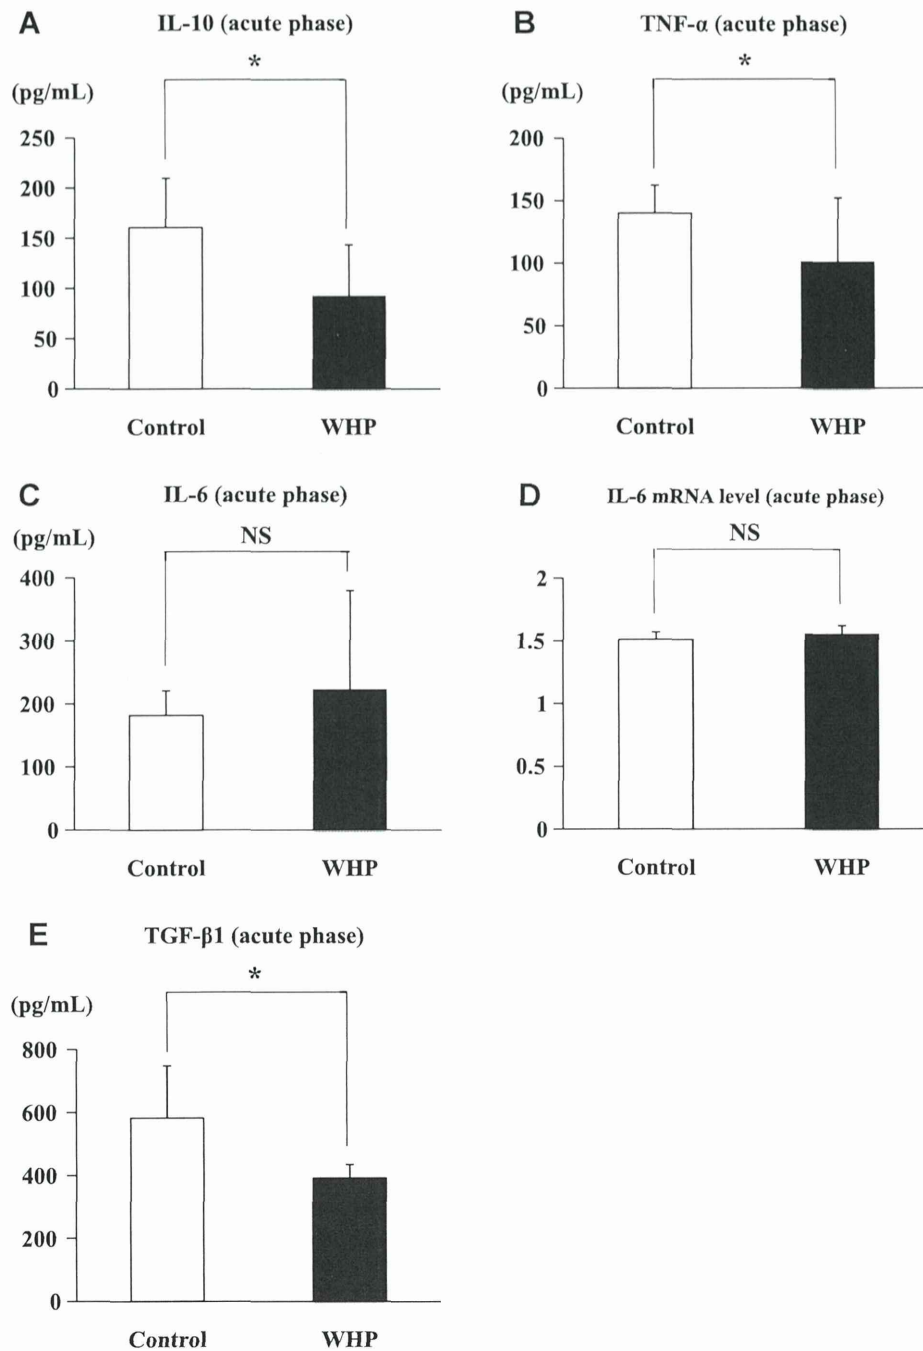 A
IL-10 (acute phase)
*
(pg/mL)
250
200
150
100
50
0
Control WHP
B
TNF-α (acute phase)
*
(pg/mL)
200
150
100
50
0
Control WHP
C
IL-6 (acute phase)
NS
(pg/mL)
400
300
200
100
0
Control WHP
D
IL-6 mRNA level (acute phase)
NS
2
1.5
1
0.5
0
Control WHP
E
TGF-β1 (acute phase)
*
(pg/mL)
800
600
400
200
0
Control WHP